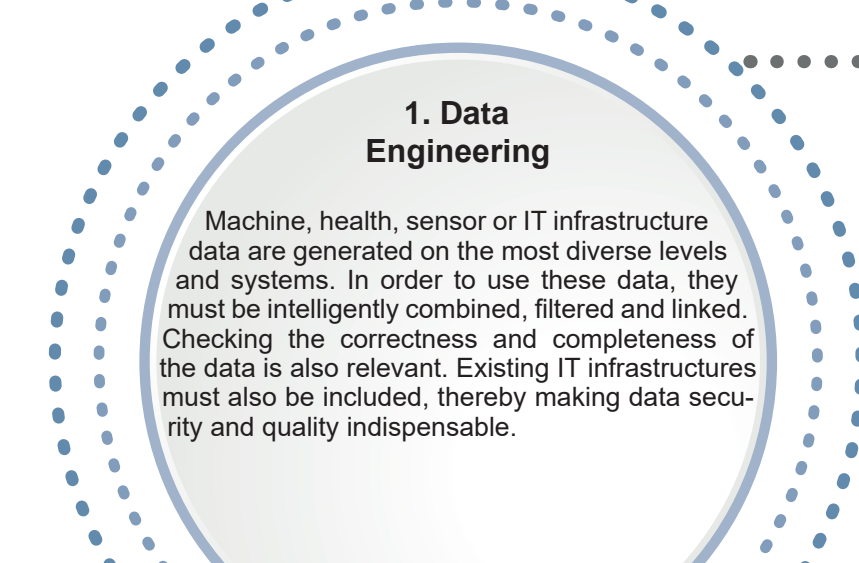 1. Data
Engineering
Machine, health, sensor or IT infrastructure
data are generated on the most diverse levels
and systems. In order to use these data, they
must be intelligently combined, filtered and linked.
Checking the correctness and completeness of
the data is also relevant. Existing IT infrastructures
must also be included, thereby making data secu-
rity and quality indispensable.